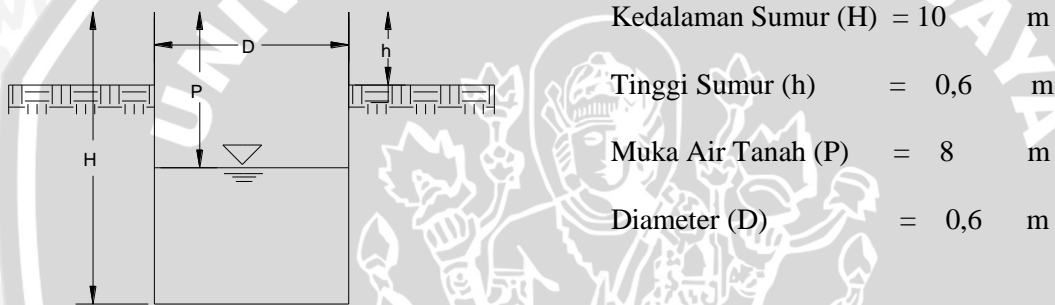 D
h
P
H
Kedalaman Sumur (H) = 10 m
Tinggi Sumur (h) = 0,6 m
Muka Air Tanah (P) = 8 m
Diameter (D) = 0,6 m